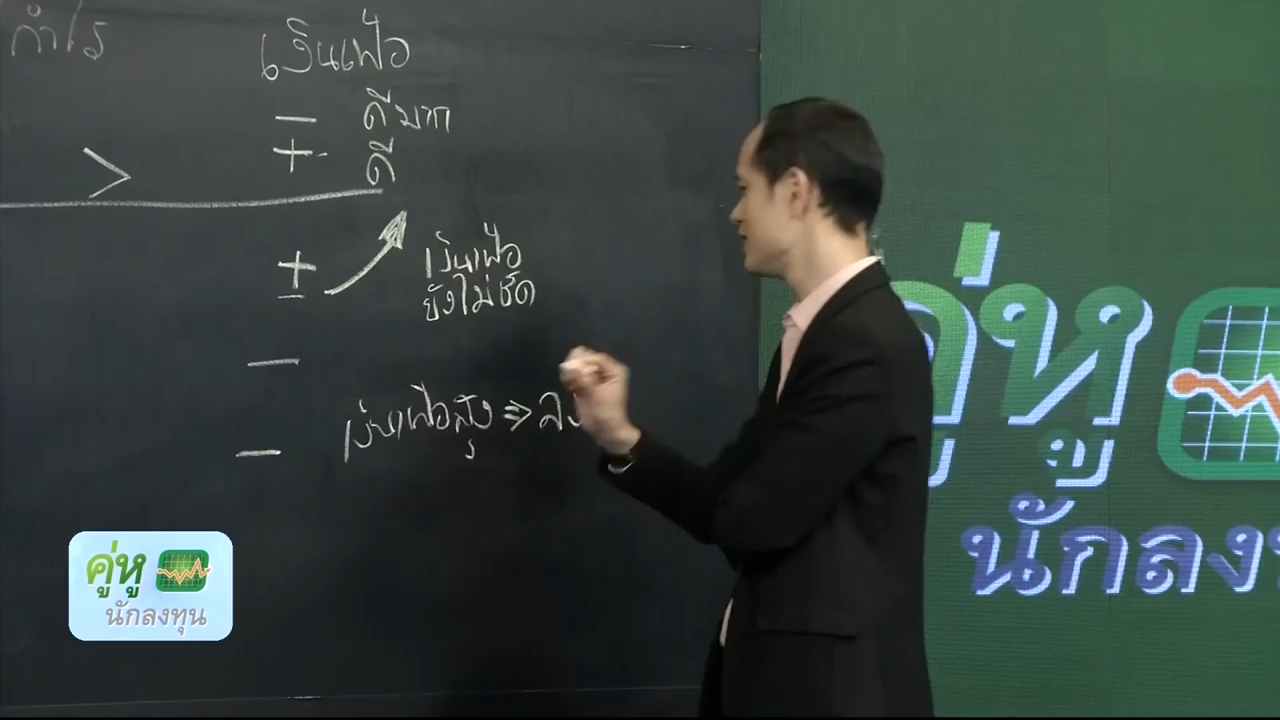 กำไร เงินเฟ้อ
- ดีมาก
> + - ดี
±
เงินเฟ้อ
ยังไม่ชัด
-
- เงินเฟ้อสูง => ลง
คู่หู
นักลงทุน
คู่หู
นักลง